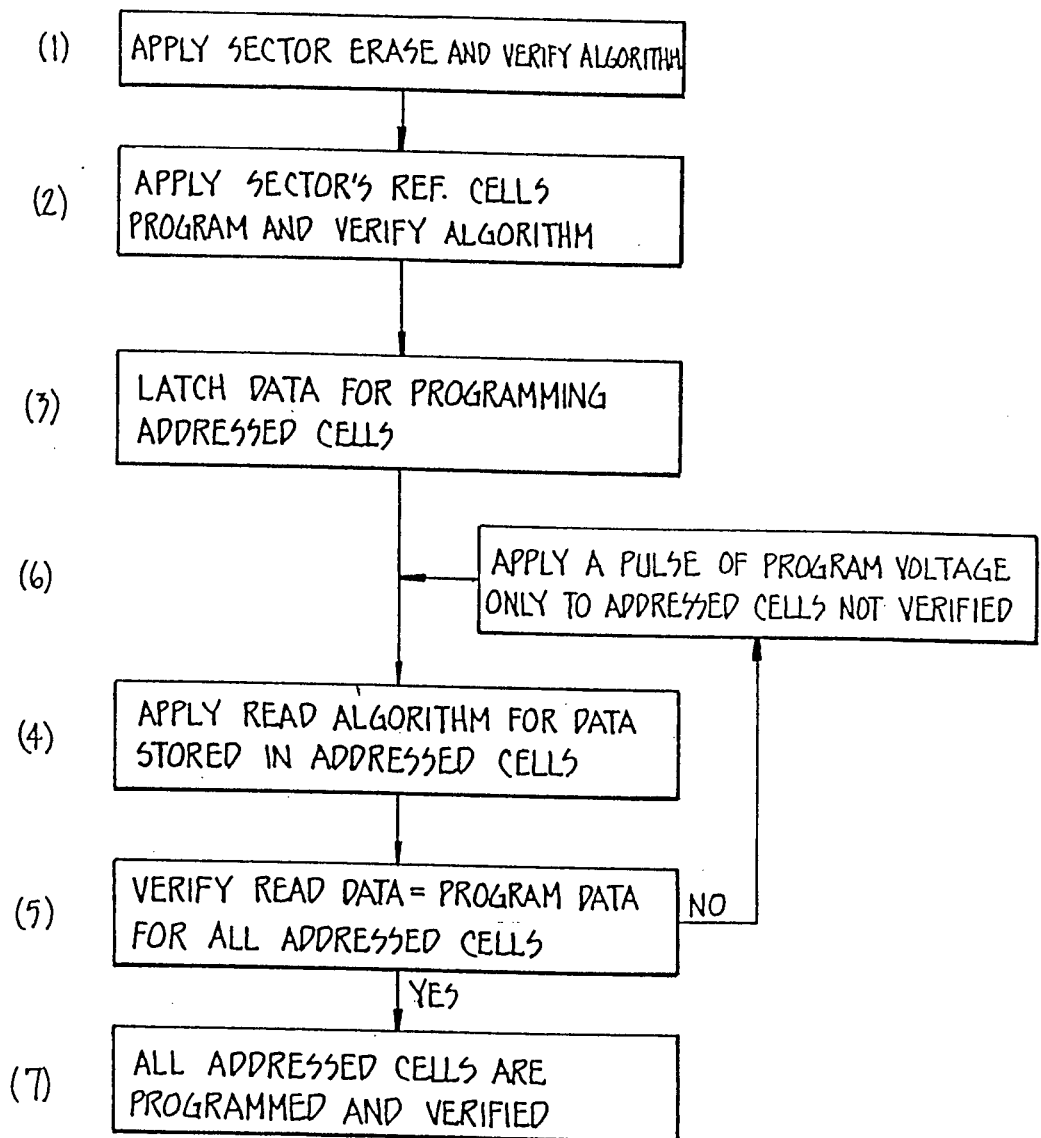 (1)
APPLY SECTOR ERASE AND VERIFY ALGORITHM
(2)
APPLY SECTOR'S REF. CELLS
PROGRAM AND VERIFY ALGORITHM
(3)
LATCH DATA FOR PROGRAMMING
ADDRESSED CELLS
(6)
APPLY A PULSE OF PROGRAM VOLTAGE
ONLY TO ADDRESSED CELLS NOT VERIFIED
(4)
APPLY READ ALGORITHM FOR DATA
STORED IN ADDRESSED CELLS
(5)
VERIFY READ DATA = PROGRAM DATA
FOR ALL ADDRESSED CELLS
NO
YES
(7)
ALL ADDRESSED CELLS ARE
PROGRAMMED AND VERIFIED